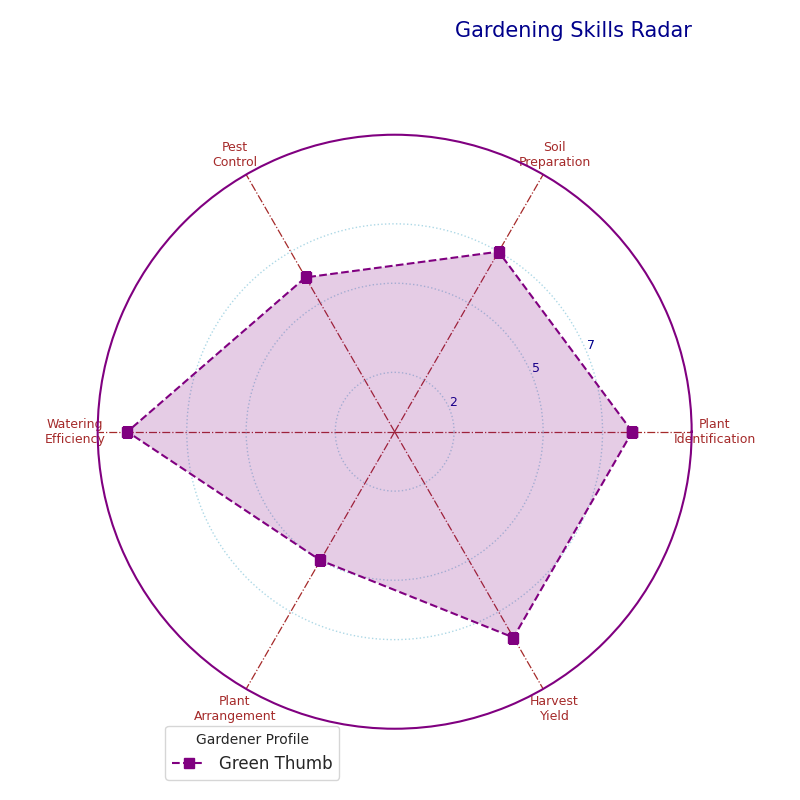 Gardening Skills Radar
Pest
Control
Soil
Preparation
7
5
2
Watering
Efficiency
Plant
Identification
Plant
Arrangement
Harvest
Yield
Gardener Profile
Green Thumb